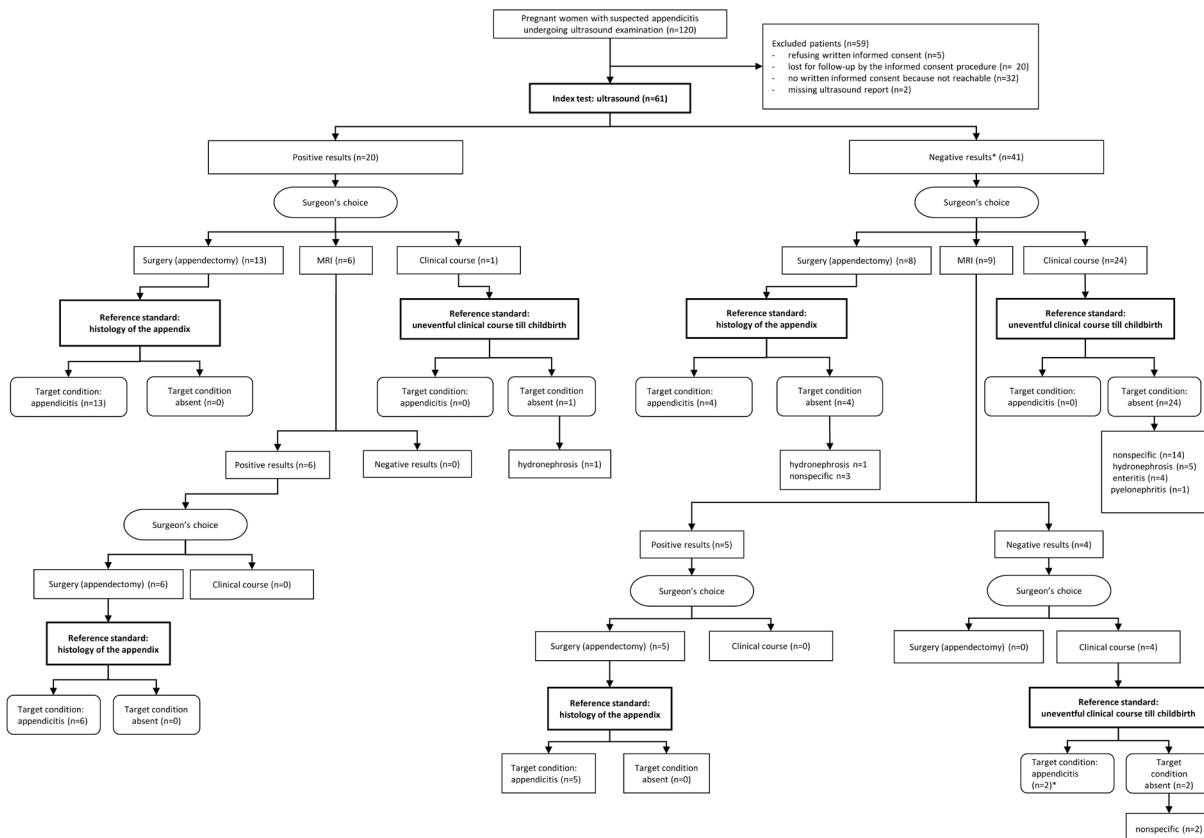 Pregnant women with suspected appendicitis
undergoing ultrasound examination (n=120)
Excluded patients (n=59)
- refusing written informed consent (n=5)
- lost for follow-up by the informed consent procedure (n= 20)
- no written informed consent because not reachable (n=32)
- missing ultrasound report (n=2)
Index test: ultrasound (n=61)
Positive results (n=20)
Surgeon's choice
Surgery (appendectomy) (n=13)
MRI (n=6)
Clinical course (n=1)
Reference standard:
histology of the appendix
Reference standard:
uneventful clinical course till childbirth
Target condition:
appendicitis (n=13)
Target condition
absent (n=0)
Target condition:
appendicitis (n=0)
Target condition
absent (n=1)
hydronephrosis (n=1)
Positive results (n=6)
Negative results (n=0)
Surgeon's choice
Surgery (appendectomy) (n=6)
Clinical course (n=0)
Reference standard:
histology of the appendix
Target condition:
appendicitis (n=6)
Target condition
absent (n=0)
Negative results* (n=41)
Surgeon's choice
Surgery (appendectomy) (n=8)
MRI (n=9)
Clinical course (n=24)
Reference standard:
histology of the appendix
Reference standard:
uneventful clinical course till childbirth
Target condition:
appendicitis (n=4)
Target condition
absent (n=4)
Target condition:
appendicitis (n=0)
Target condition:
absent (n=24)
hydronephrosis n=1
nonspecific n=3
nonspecific (n=14)
hydronephrosis (n=5)
enteritis (n=4)
pyelonephritis (n=1)
Positive results (n=5)
Negative results (n=4)
Surgeon's choice
Surgeon's choice
Surgery (appendectomy) (n=5)
Clinical course (n=0)
Surgery (appendectomy) (n=0)
Clinical course (n=4)
Reference standard:
histology of the appendix
Reference standard:
uneventful clinical course till childbirth
Target condition:
appendicitis (n=5)
Target condition
absent (n=0)
Target condition:
appendicitis
(n=2)*
Target
condition
absent (n=2)
nonspecific (n=2)